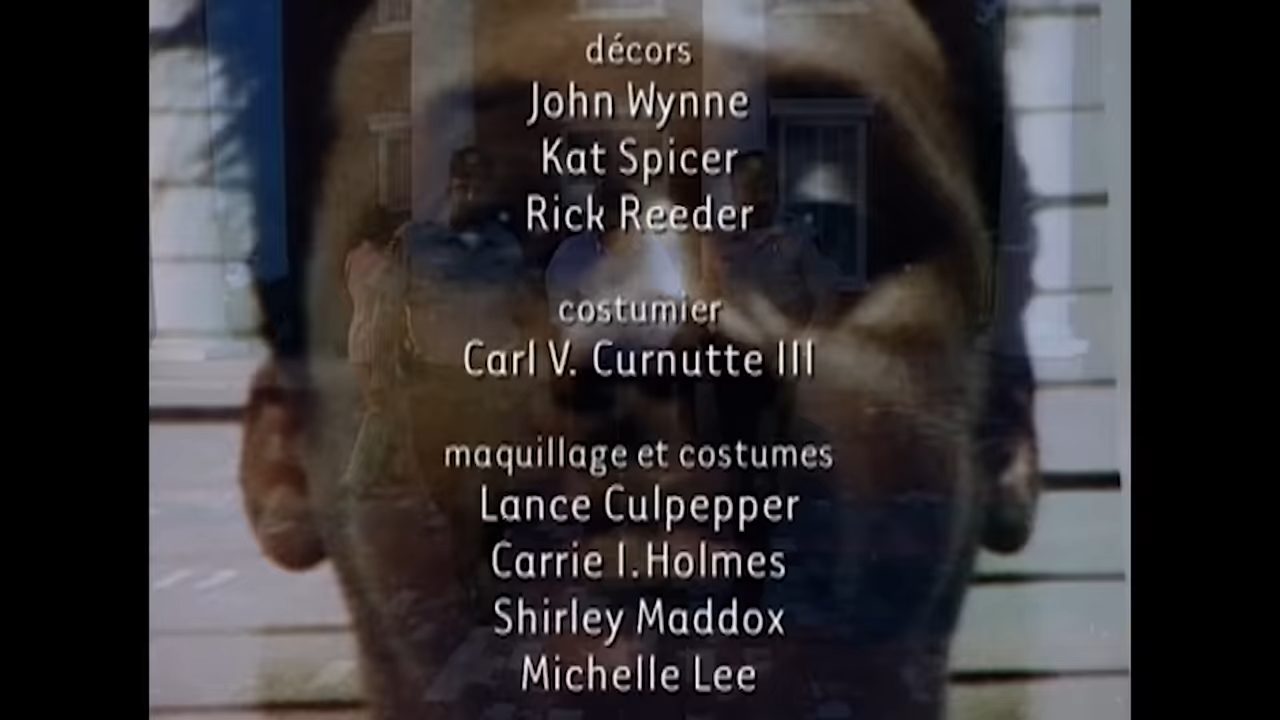 décors
John Wynne
Kat Spicer
Rick Reeder
costumier
Carl V. Curnutte III
maquillage et costumes
Lance Culpepper
Carrie I.Holmes
Shirley Maddox
Michelle Lee